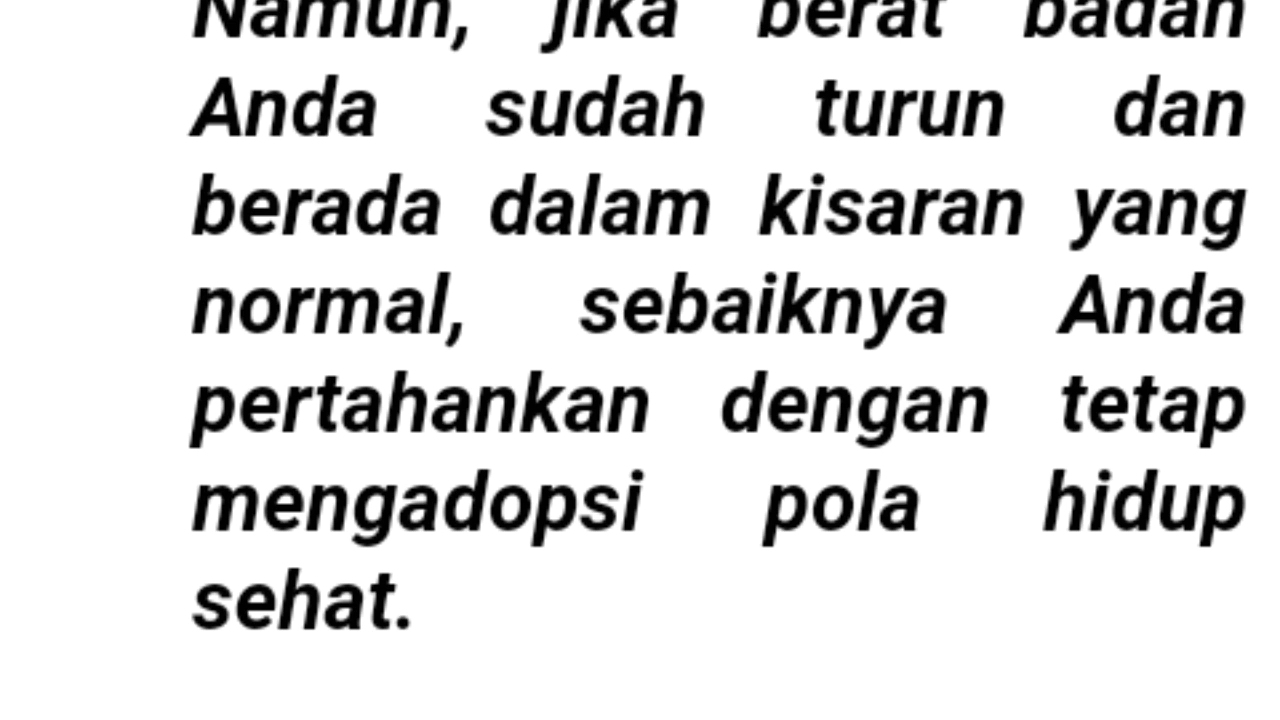 Namun, jika berat badan
Anda sudah turun dan
berada dalam kisaran yang
normal, sebaiknya Anda
pertahankan dengan tetap
mengadopsi pola hidup
sehat.